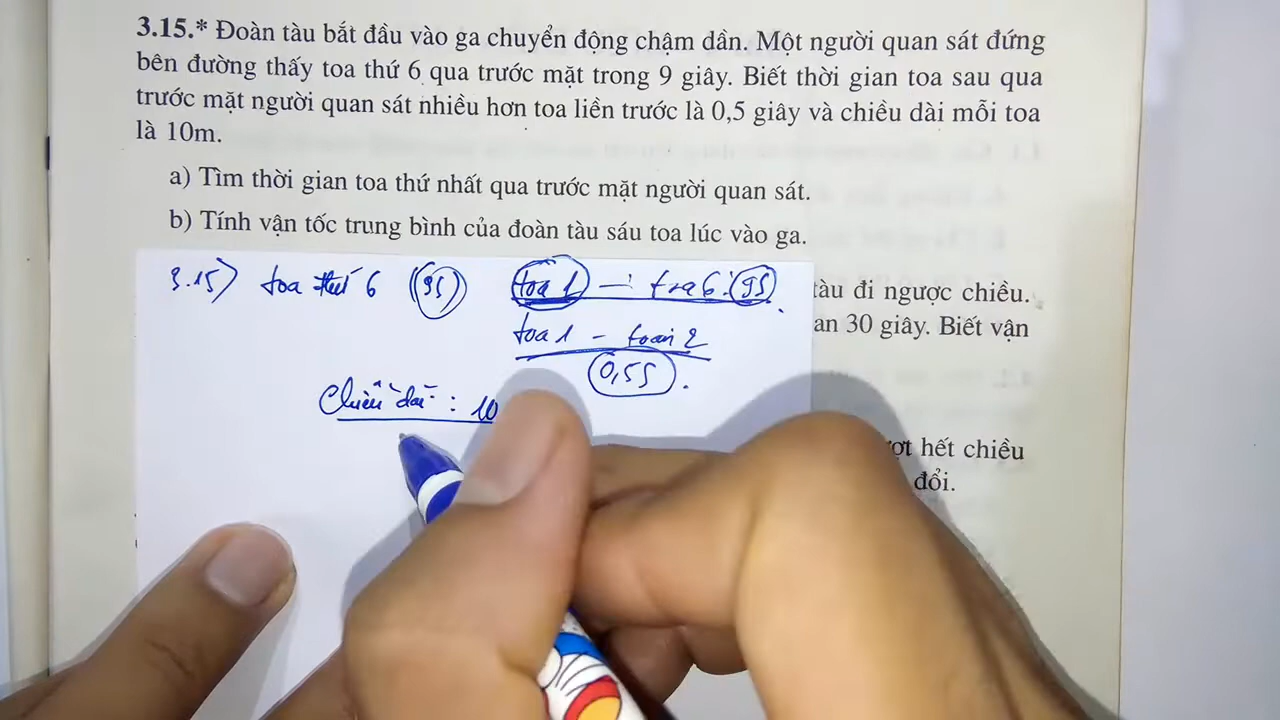 3.15.* Đoàn tàu bắt đầu vào ga chuyển động chậm dần. Một người quan sát đứng
bên đường thấy toa thứ 6 qua trước mặt trong 9 giây. Biết thời gian toa sau qua
trước mặt người quan sát nhiều hơn toa liền trước là 0,5 giây và chiều dài mỗi toa
là 10m.
a) Tìm thời gian toa thứ nhất qua trước mặt người quan sát.
b) Tính vận tốc trung bình của đoàn tàu sáu toa lúc vào ga.
3.15) toa thứ 6 (9s) toa 1 – toa 6: 9s.
tàu đi ngược chiều.
toa 1 - toa 2
an 30 giây. Biết vận
0,5s.
Chiều dài : 10
ợt hết chiều
đổi.